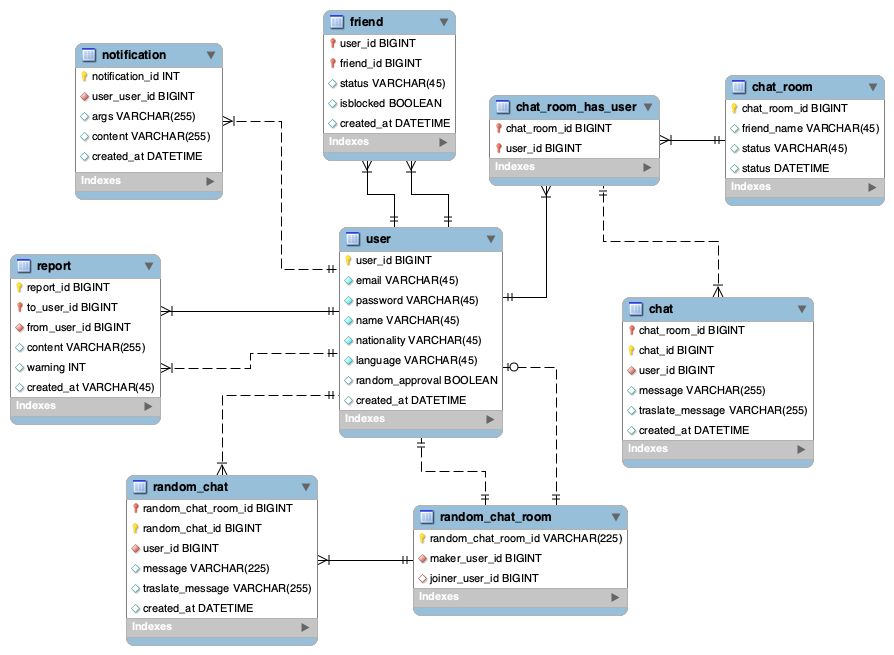 notification
notification_id INT
user_user_id BIGINT
args VARCHAR(255)
content VARCHAR(255)
created_at DATETIME
Indexes
friend
user_id BIGINT
friend_id BIGINT
status VARCHAR(45)
isblocked BOOLEAN
created_at DATETIME
Indexes
chat_room_has_user
chat_room_id BIGINT
user_id BIGINT
Indexes
chat_room
chat_room_id BIGINT
friend_name VARCHAR(45)
status VARCHAR(45)
status DATETIME
Indexes
report
report_id BIGINT
to_user_id BIGINT
from_user_id BIGINT
content VARCHAR(255)
warning INT
created_at VARCHAR(45)
Indexes
user
user_id BIGINT
email VARCHAR(45)
password VARCHAR(45)
name VARCHAR(45)
nationality VARCHAR(45)
language VARCHAR(45)
random_approval BOOLEAN
created_at DATETIME
Indexes
chat
chat_room_id BIGINT
chat_id BIGINT
user_id BIGINT
message VARCHAR(255)
traslate_message VARCHAR(255)
created_at DATETIME
Indexes
random_chat
random_chat_room_id BIGINT
random_chat_id BIGINT
user_id BIGINT
message VARCHAR(225)
traslate_message VARCHAR(255)
created_at DATETIME
Indexes
random_chat_room
random_chat_room_id VARCHAR(225)
maker_user_id BIGINT
joiner_user_id BIGINT
Indexes